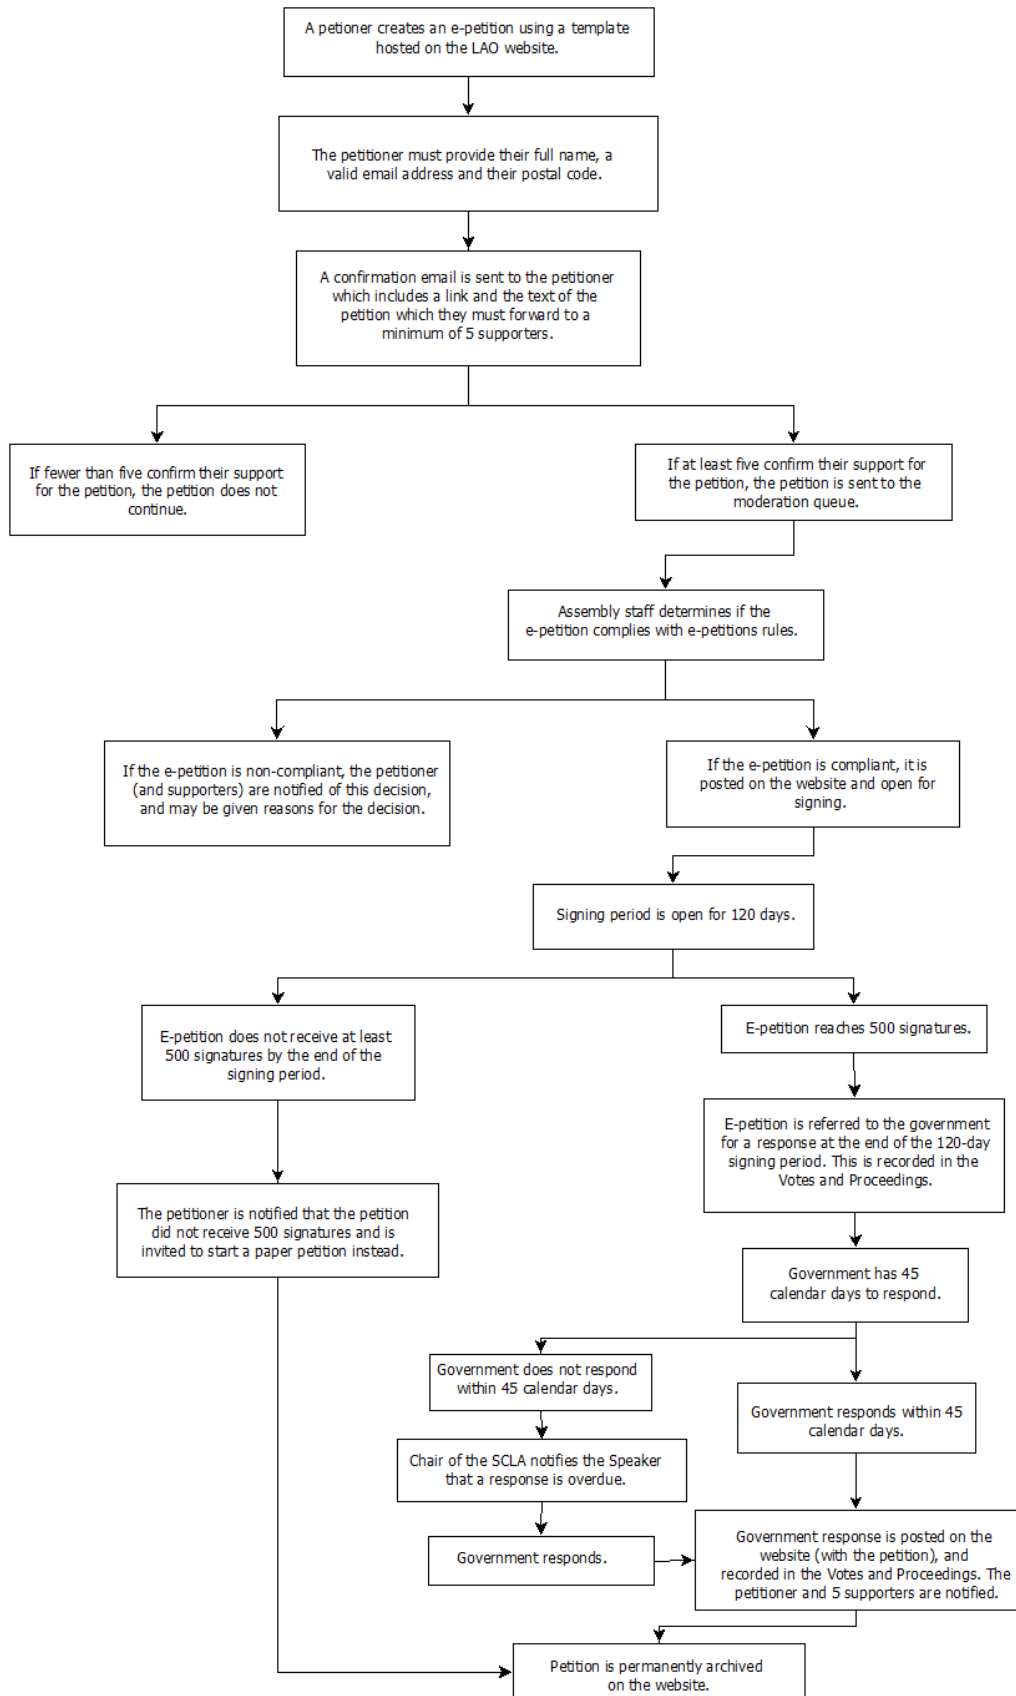 A petioner creates an e-petition using a template
hosted on the LAO website.
The petitioner must provide their full name, a
valid email address and their postal code.
A confirmation email is sent to the petitioner
which includes a link and the text of the
petition which they must forward to a
minimum of 5 supporters.
If fewer than five confirm their support
for the petition, the petition does not
continue.
If at least five confirm their support for
the petition, the petition is sent to the
moderation queue.
Assembly staff determines if the
e-petition complies with e-petitions rules.
If the e-petition is non-compliant, the petitioner
(and supporters) are notified of this decision,
and may be given reasons for the decision.
If the e-petition is compliant, it is
posted on the website and open for
signing.
Signing period is open for 120 days.
E-petition does not receive at least
500 signatures by the end of the
signing period.
E-petition reaches 500 signatures.
E-petition is referred to the government
for a response at the end of the 120-day
signing period. This is recorded in the
Votes and Proceedings.
The petitioner is notified that the petition
did not receive 500 signatures and is
invited to start a paper petition instead.
Government has 45
calendar days to respond.
Government does not respond
within 45 calendar days.
Government responds within 45
calendar days.
Chair of the SCLA notifies the Speaker
that a response is overdue.
Government responds.
Government response is posted on the
website (with the petition), and
recorded in the Votes and Proceedings. The
petitioner and 5 supporters are notified.
Petition is permanently archived
on the website.